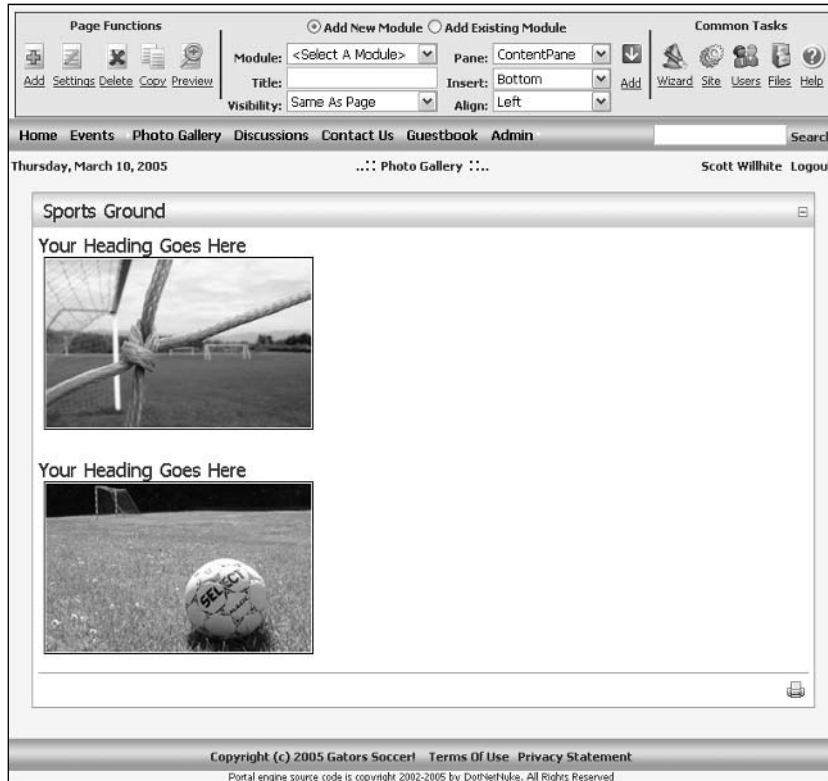 Page Functions
Add Settings Delete Copy Preview
Add New Module Add Existing Module
Module: <Select A Module> Pane: ContentPane
Title: Insert: Bottom Add
Visibility: Same As Page Align: Left
Common Tasks
Wizard Site Users Files Help
Home Events Photo Gallery Discussions Contact Us Guestbook Admin Search
Thursday, March 10, 2005 ..:: Photo Gallery ::.. Scott Willhite Logout
Sports Ground
Your Heading Goes Here
Your Heading Goes Here
SELECT
Copyright (c) 2005 Gators Soccer! Terms Of Use Privacy Statement
Portal engine source code is copyright 2002-2005 by DotNetNuke. All Rights Reserved